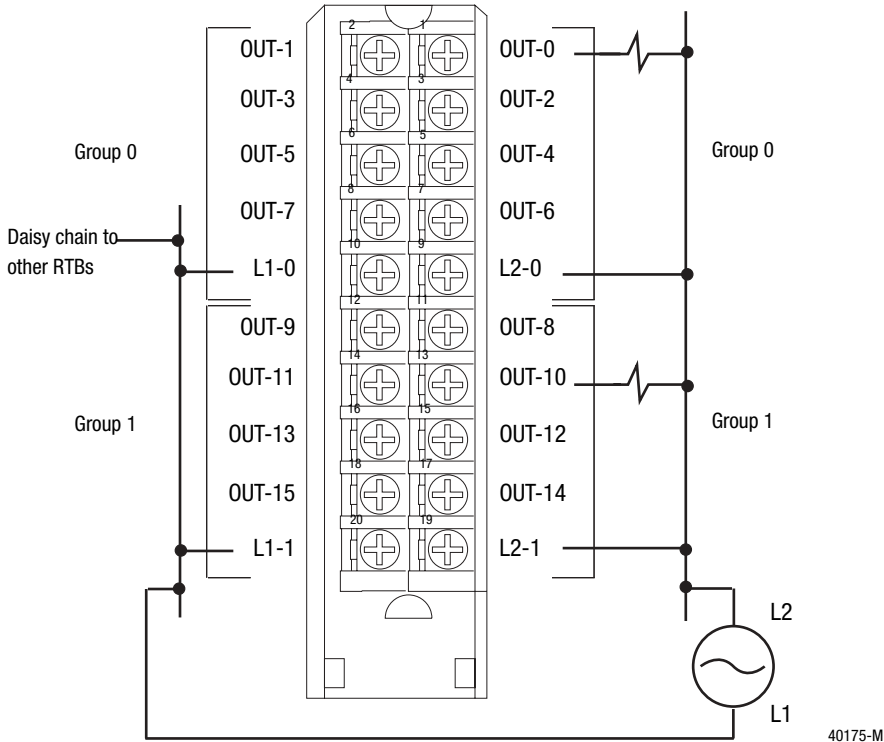 2 1
OUT-1 OUT-0
4 3
OUT-3 OUT-2
6 5
Group 0 OUT-5 OUT-4 Group 0
8 7
OUT-7 OUT-6
Daisy chain to
other RTBs
10 9
L1-0 L2-0
12 11
OUT-9 OUT-8
14 13
OUT-11 OUT-10
16 15
Group 1 OUT-13 OUT-12 Group 1
18 17
OUT-15 OUT-14
20 19
L1-1 L2-1
L2
L1
40175-M